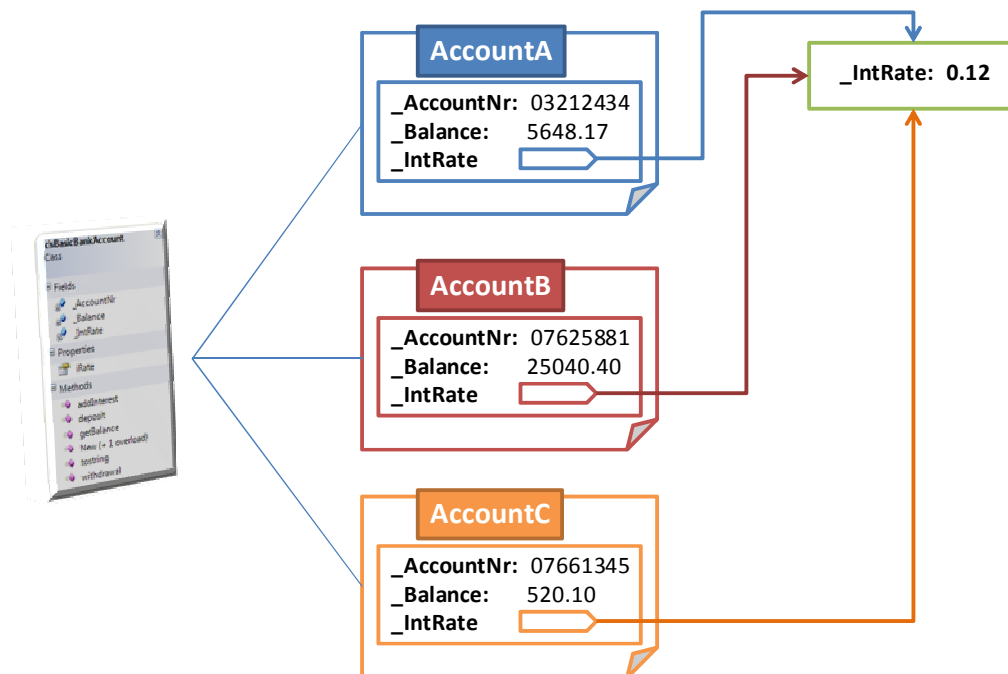 clsBasicBankAccount
Class
Fields
_AccountNr
_Balance
_IntRate
Properties
iRate
Methods
addInterest
deposit
getBalance
New (+ 1 overload)
tostring
withdrawal
AccountA
_AccountNr: 03212434
_Balance: 5648.17
_IntRate
AccountB
_AccountNr: 07625881
_Balance: 25040.40
_IntRate
AccountC
_AccountNr: 07661345
_Balance: 520.10
_IntRate
_IntRate: 0.12